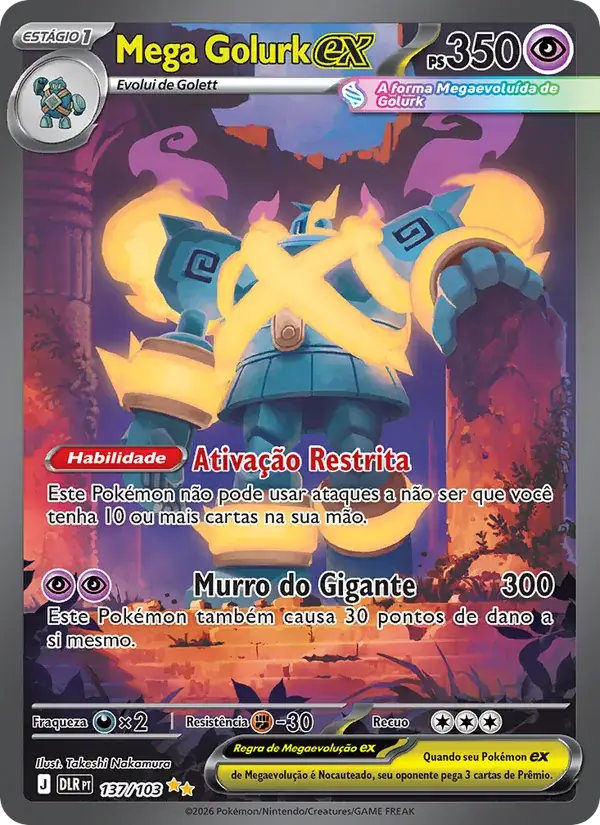 ESTÁGIO 1
Mega Golurk ex PS 350
Evolui de Golett
A forma Megaevoluída de
Golurk
Habilidade Ativação Restrita
Este Pokémon não pode usar ataques a não ser que você
tenha 10 ou mais cartas na sua mão.
Murro do Gigante 300
Este Pokémon também causa 30 pontos de dano a
si mesmo.
Fraqueza ×2 Resistência -30 Recuo
Ilust. Takeshi Nakamura
Regra de Megaevolução ex Quando seu Pokémon ex
de Megaevolução é Nocauteado, seu oponente pega 3 cartas de Prêmio.
J DLR PT 137/103
©2026 Pokémon/Nintendo/Creatures/GAME FREAK